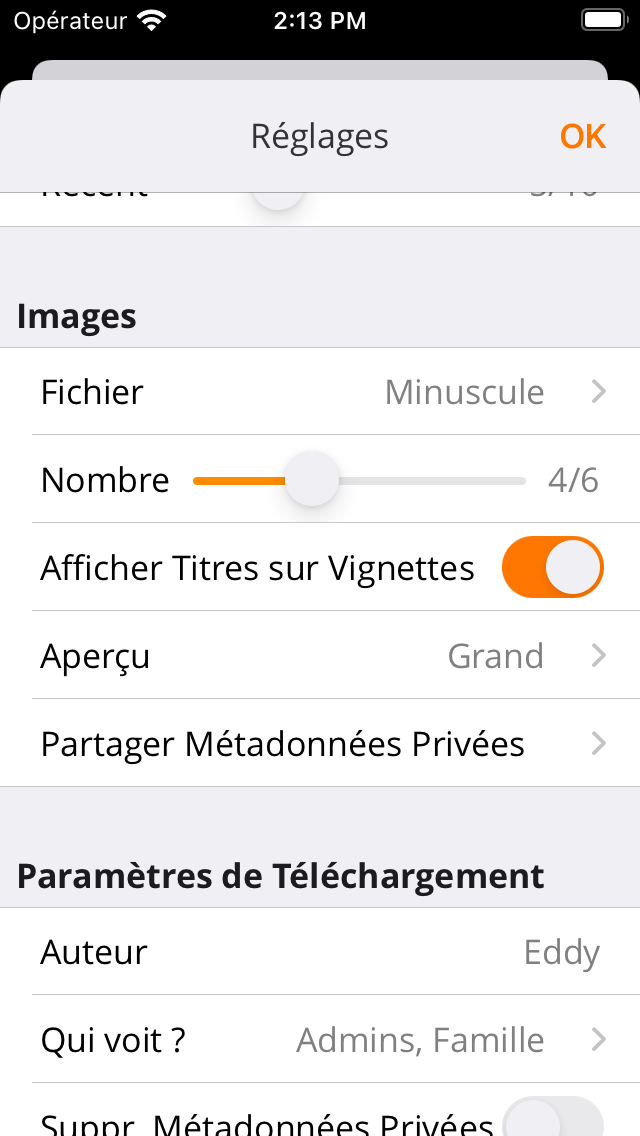 Opérateur 2:13 PM
Réglages OK
Images
Fichier Minuscule
Nombre 4/6
Afficher Titres sur Vignettes
Aperçu Grand
Partager Métadonnées Privées
Paramètres de Téléchargement
Auteur Eddy
Qui voit ? Admins, Famille
Suppr. Métadonnées Privées